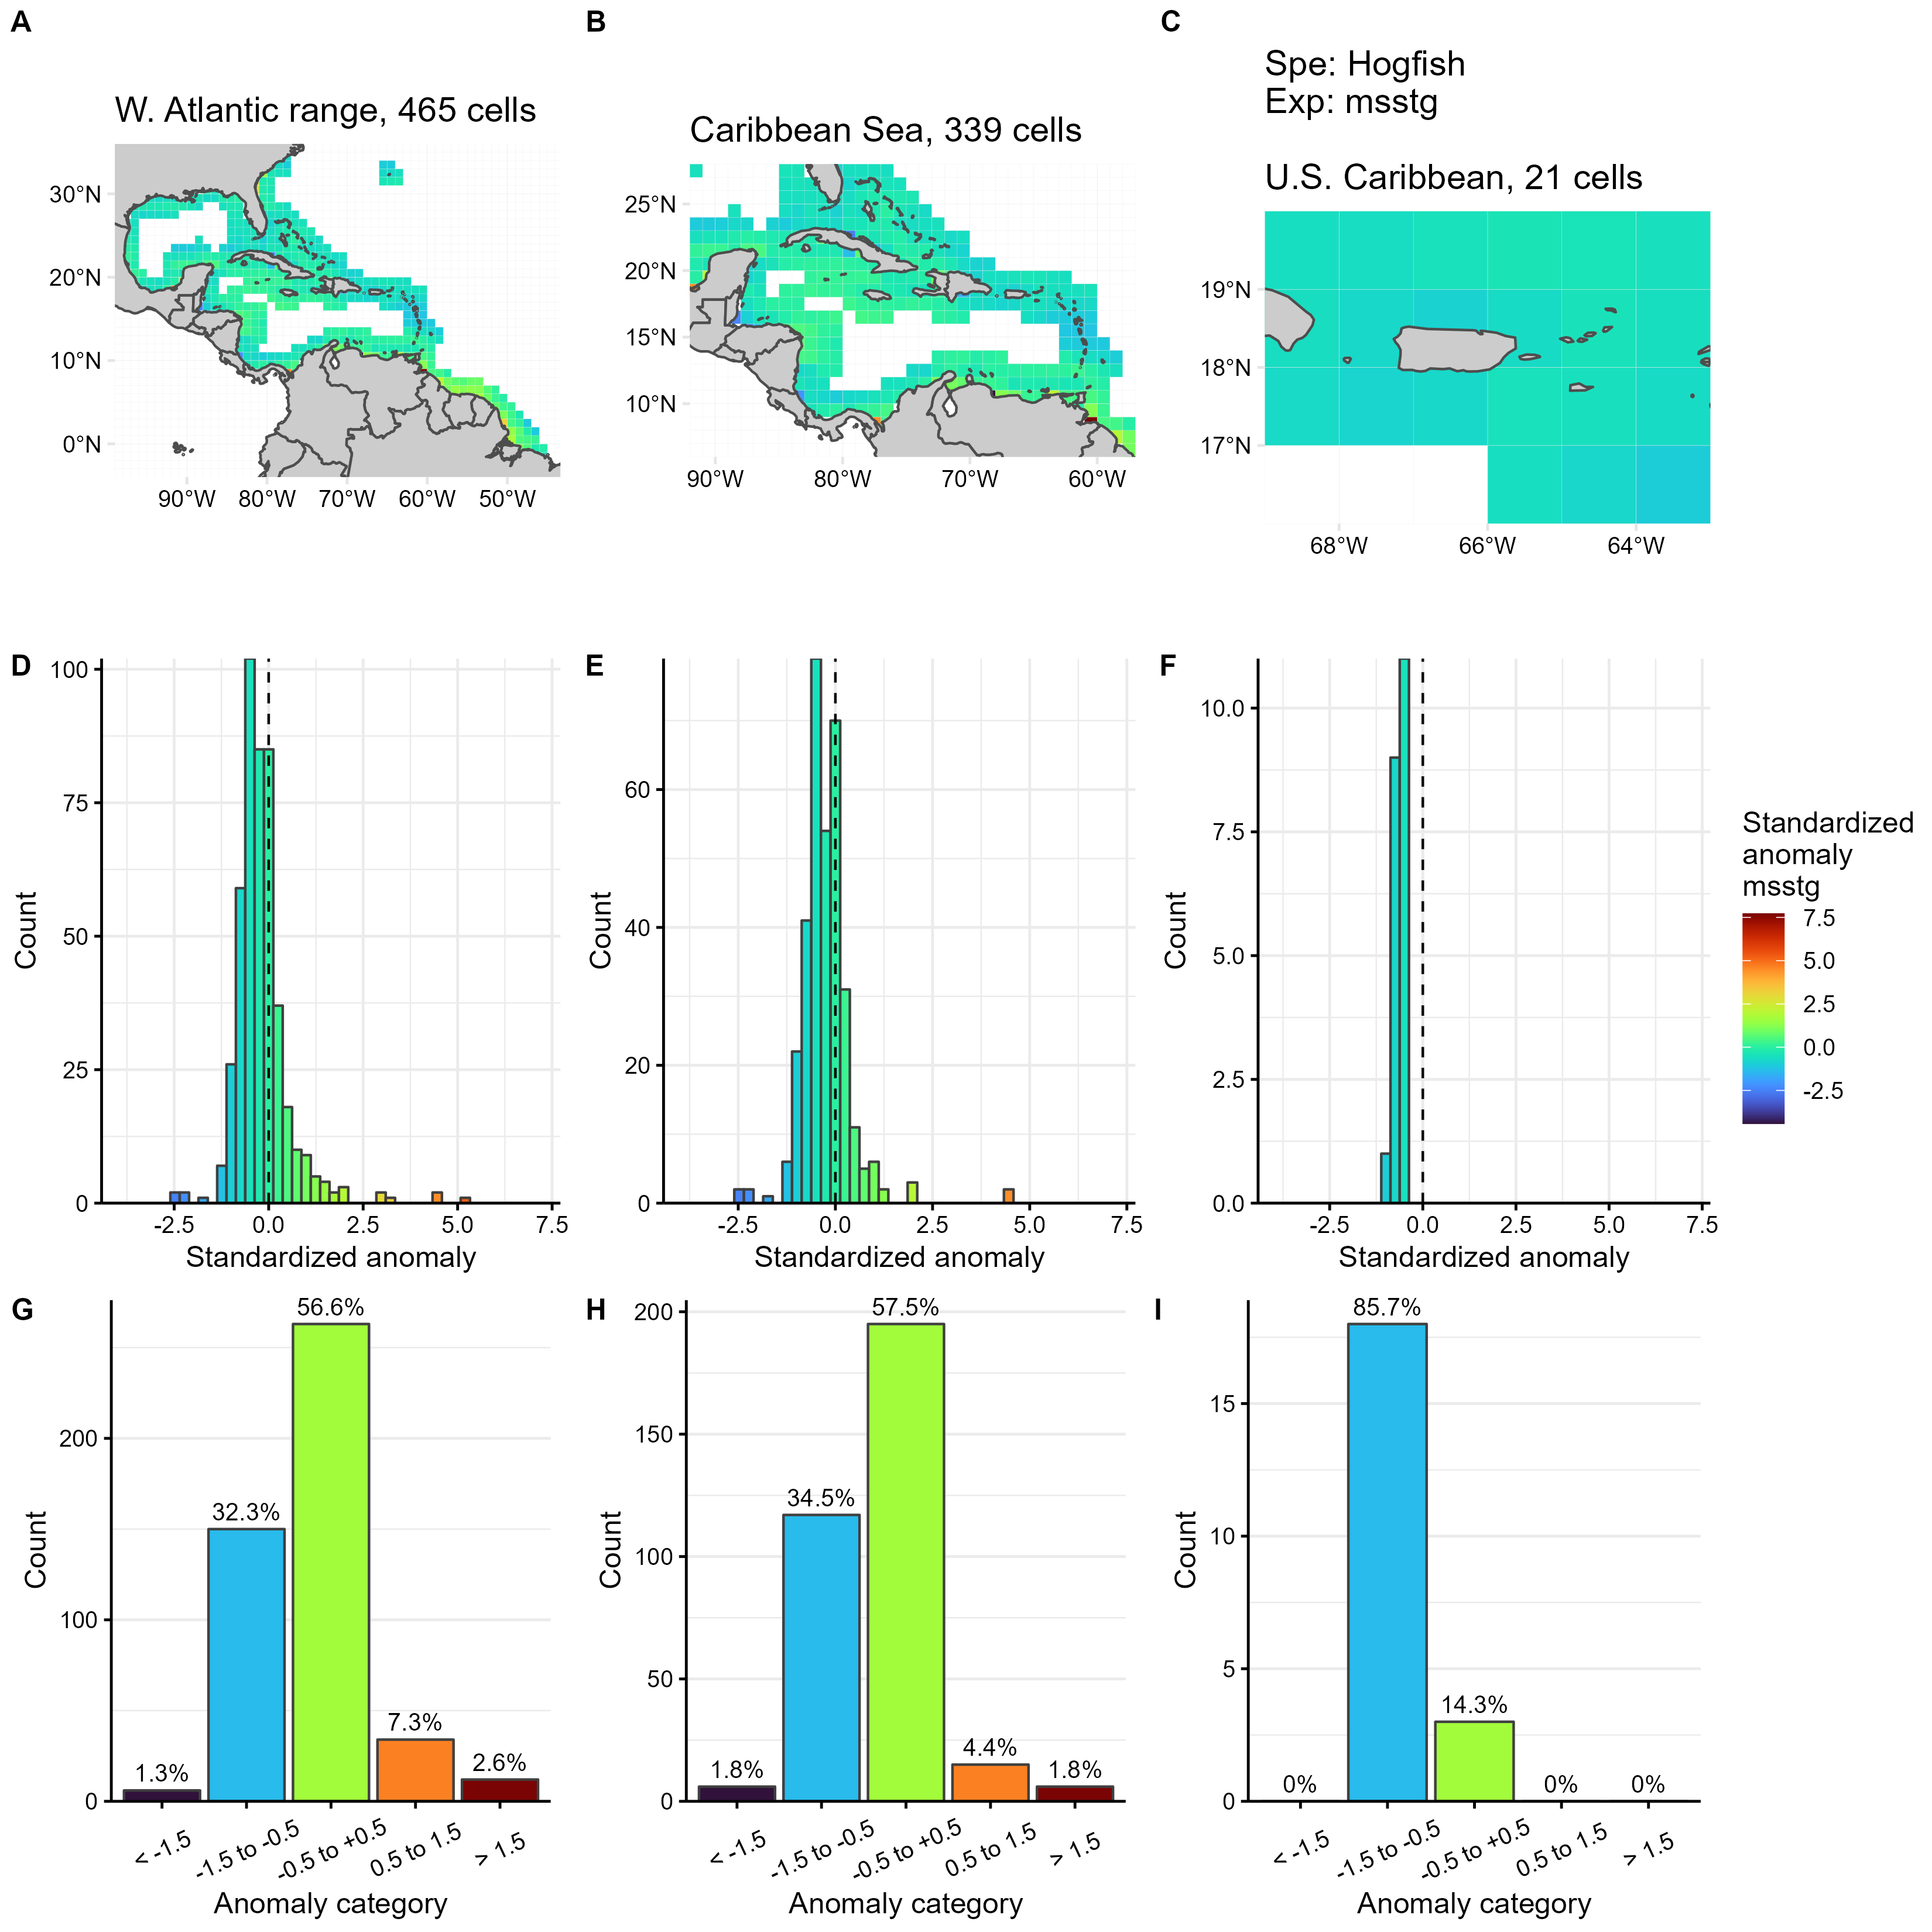 A
B
C
Spe: Hogfish
Exp: msstg
W. Atlantic range, 465 cells
Caribbean Sea, 339 cells
U.S. Caribbean, 21 cells
30°N
20°N
10°N
0°N
90°W 80°W 70°W 60°W 50°W
25°N
20°N
15°N
10°N
90°W 80°W 70°W 60°W
19°N
18°N
17°N
68°W 66°W 64°W
D
100
75
50
25
0
Count
-2.5 0.0 2.5 5.0 7.5
Standardized anomaly
E
60
40
20
0
Count
-2.5 0.0 2.5 5.0 7.5
Standardized anomaly
F
10.0
7.5
5.0
2.5
0.0
Count
-2.5 0.0 2.5 5.0 7.5
Standardized anomaly
Standardized
anomaly
msstg
7.5
5.0
2.5
0.0
-2.5
G
200
100
0
Count
1.3%
32.3%
56.6%
7.3%
2.6%
< -1.5
-1.5 to -0.5
-0.5 to +0.5
0.5 to 1.5
> 1.5
Anomaly category
H
200
150
100
50
0
Count
1.8%
34.5%
57.5%
4.4%
1.8%
< -1.5
-1.5 to -0.5
-0.5 to +0.5
0.5 to 1.5
> 1.5
Anomaly category
I
15
10
5
0
Count
0%
85.7%
14.3%
0%
0%
< -1.5
-1.5 to -0.5
-0.5 to +0.5
0.5 to 1.5
> 1.5
Anomaly category